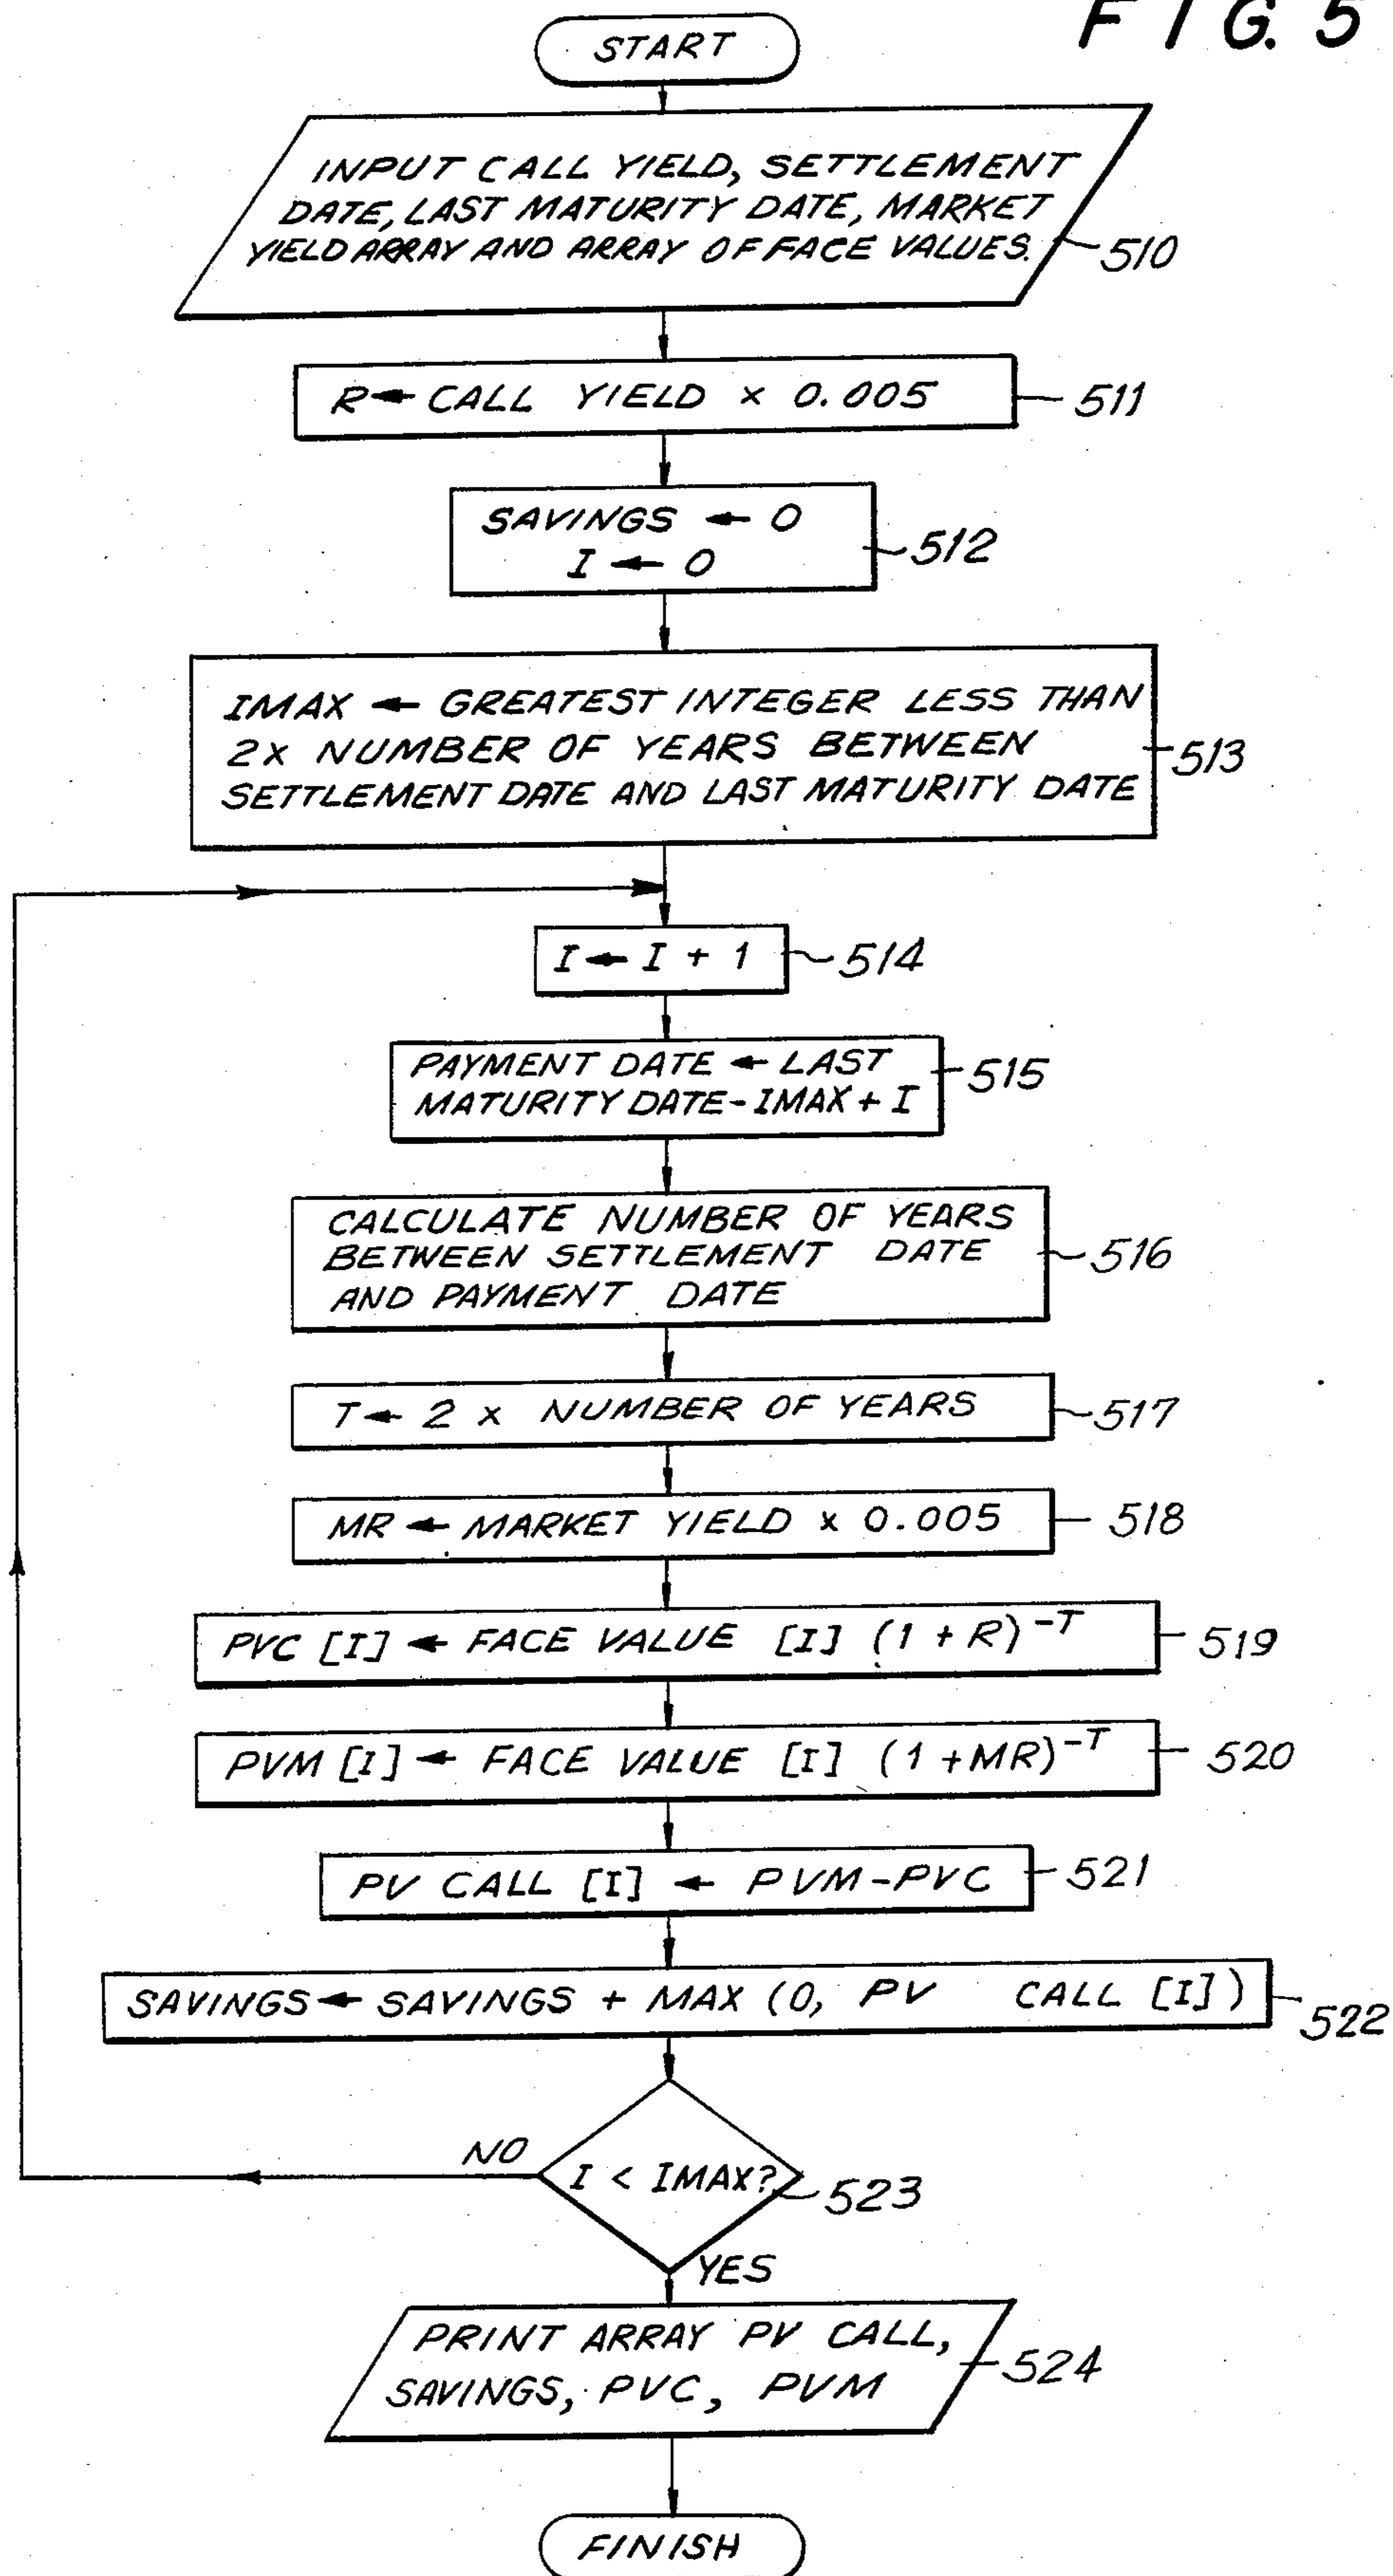 FIG. 5
START
INPUT CALL YIELD, SETTLEMENT
DATE, LAST MATURITY DATE, MARKET
YIELD ARRAY AND ARRAY OF FACE VALUES.
510
R ← CALL YIELD x 0.005
511
SAVINGS ← 0
I ← 0
512
IMAX ← GREATEST INTEGER LESS THAN
2x NUMBER OF YEARS BETWEEN
SETTLEMENT DATE AND LAST MATURITY DATE
513
I ← I + 1
514
PAYMENT DATE ← LAST
MATURITY DATE - IMAX + I
515
CALCULATE NUMBER OF YEARS
BETWEEN SETTLEMENT DATE
AND PAYMENT DATE
516
T ← 2 x NUMBER OF YEARS
517
MR ← MARKET YIELD x 0.005
518
PVC [I] ← FACE VALUE [I] (1 + R)^-T
519
PVM [I] ← FACE VALUE [I] (1 + MR)^-T
520
PV CALL [I] ← PVM - PVC
521
SAVINGS ← SAVINGS + MAX (0, PV CALL [I])
522
NO
I < IMAX?
523
YES
PRINT ARRAY PV CALL,
SAVINGS, PVC, PVM
524
FINISH